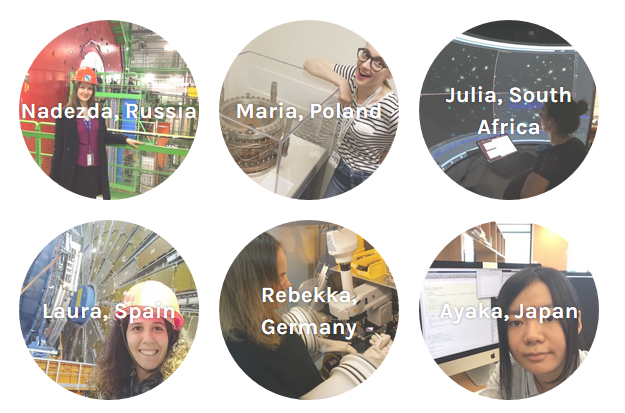 Nadezda, Russia
Maria, Poland
Julia, South
Africa
Laura, Spain
Rebekka,
Germany
Ayaka, Japan